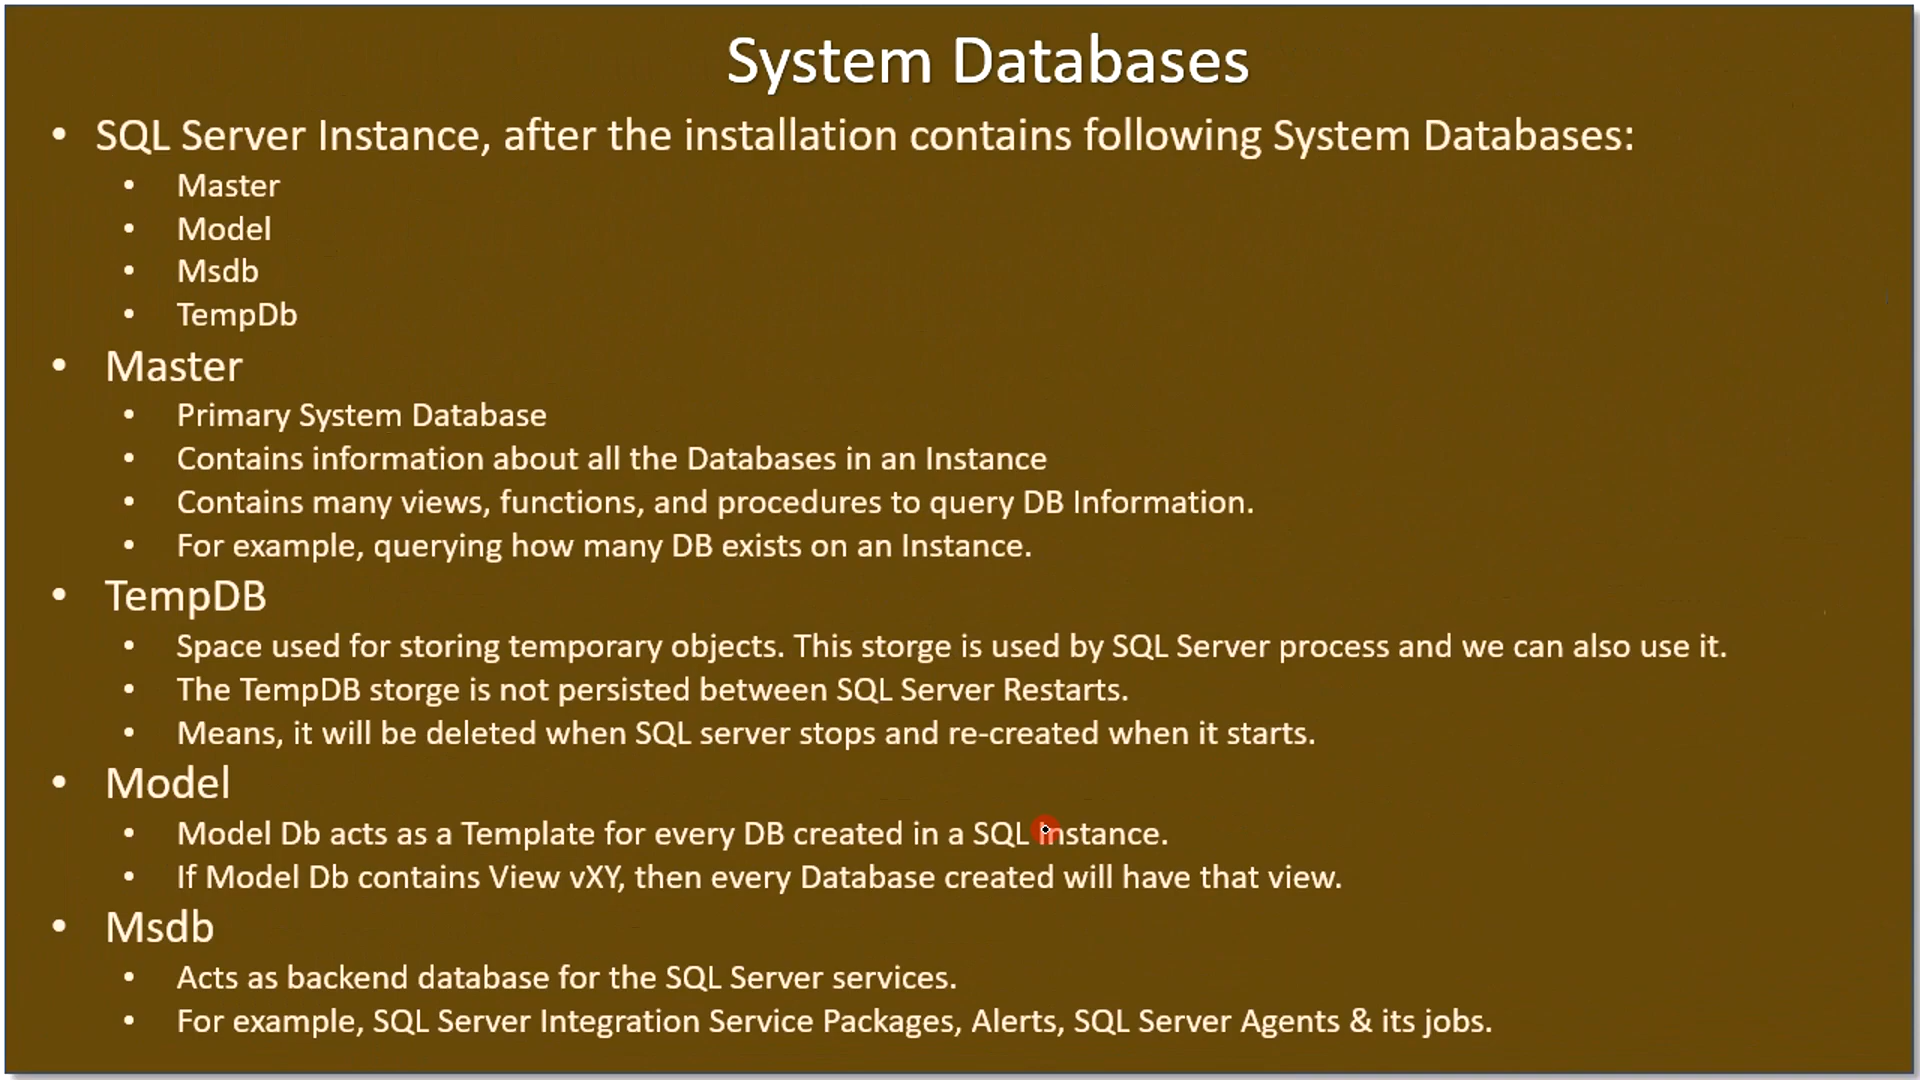 System Databases
• SQL Server Instance, after the installation contains following System Databases:
• Master
• Model
• Msdb
• TempDb
• Master
• Primary System Database
• Contains information about all the Databases in an Instance
• Contains many views, functions, and procedures to query DB Information.
• For example, querying how many DB exists on an Instance.
• TempDB
• Space used for storing temporary objects. This storge is used by SQL Server process and we can also use it.
• The TempDB storge is not persisted between SQL Server Restarts.
• Means, it will be deleted when SQL server stops and re-created when it starts.
• Model
• Model Db acts as a Template for every DB created in a SQL Instance.
• If Model Db contains View vXY, then every Database created will have that view.
• Msdb
• Acts as backend database for the SQL Server services.
• For example, SQL Server Integration Service Packages, Alerts, SQL Server Agents & its jobs.